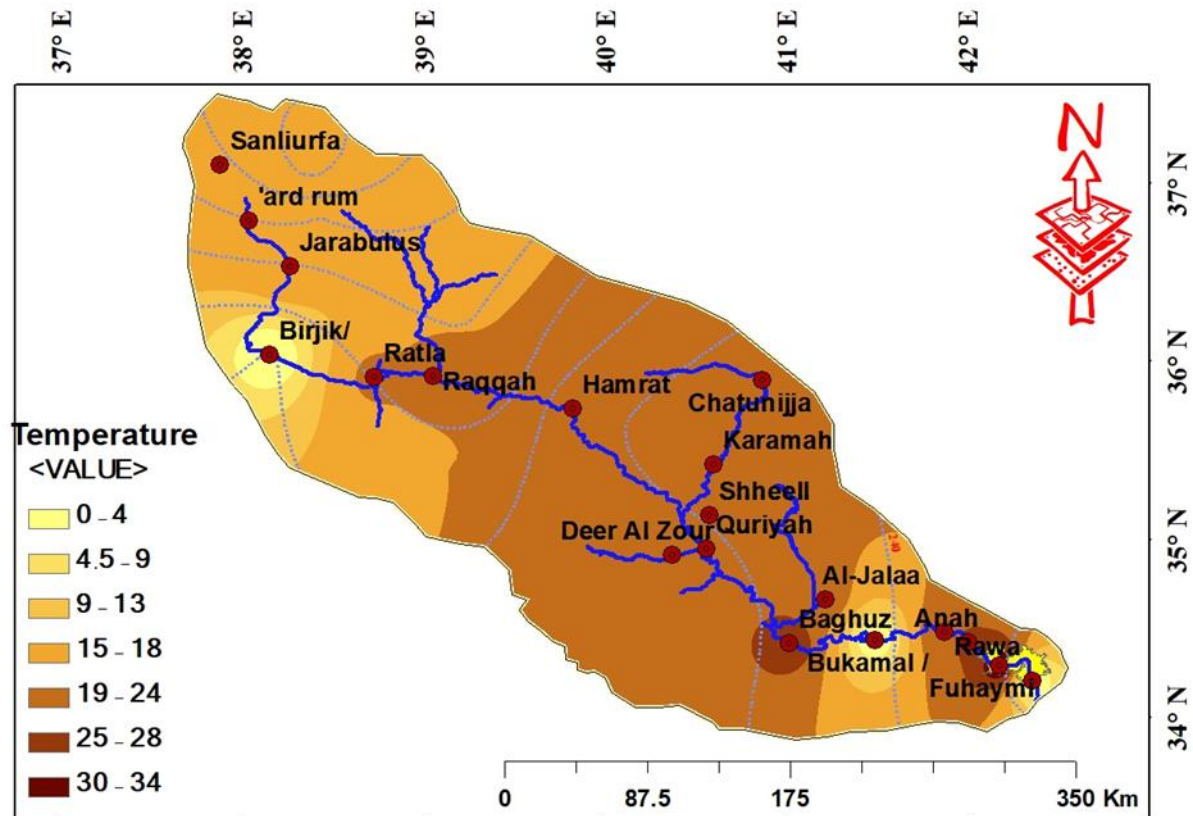 37° E
38° E
39° E
40° E
41° E
42° E
N
37° N
36° N
35° N
34° N
Sanliurfa
'ard rum
Jarabulus
Birjik/
Ratla
Raqqah
Hamrat
Chatunijja
Karamah
Shheell
Quriyah
Deer Al Zour
Al-Jalaa
Baghuz
Anah
Bukamal /
Rawa
Fuhaymi
Temperature
<VALUE>
0 - 4
4.5 - 9
9 - 13
15 - 18
19 - 24
25 - 28
30 - 34
0 87.5 175 350 Km